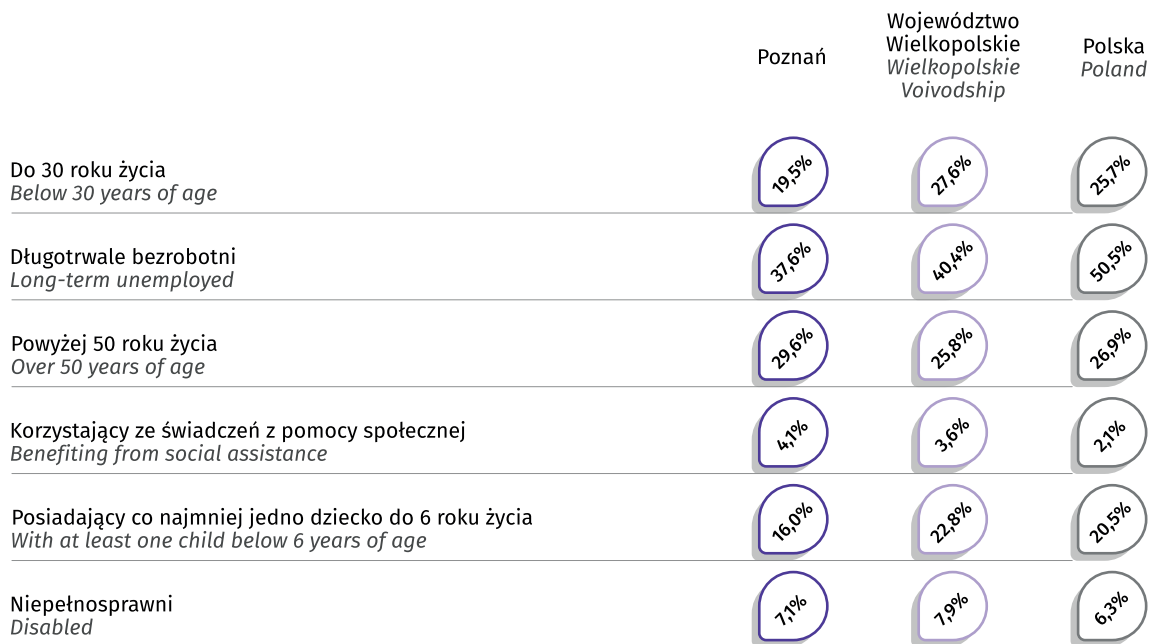 Poznań
Województwo
Wielkopolskie
Wielkopolskie
Voivodship
Polska
Poland
Do 30 roku życia
Below 30 years of age
19,5%
27,6%
25,7%
Długotrwale bezrobotni
Long-term unemployed
37,6%
40,4%
50,5%
Powyżej 50 roku życia
Over 50 years of age
29,6%
25,8%
26,9%
Korzystający ze świadczeń z pomocy społecznej
Benefiting from social assistance
4,1%
3,6%
2,1%
Posiadający co najmniej jedno dziecko do 6 roku życia
With at least one child below 6 years of age
16,0%
22,8%
20,5%
Niepełnosprawni
Disabled
7,1%
7,9%
6,3%